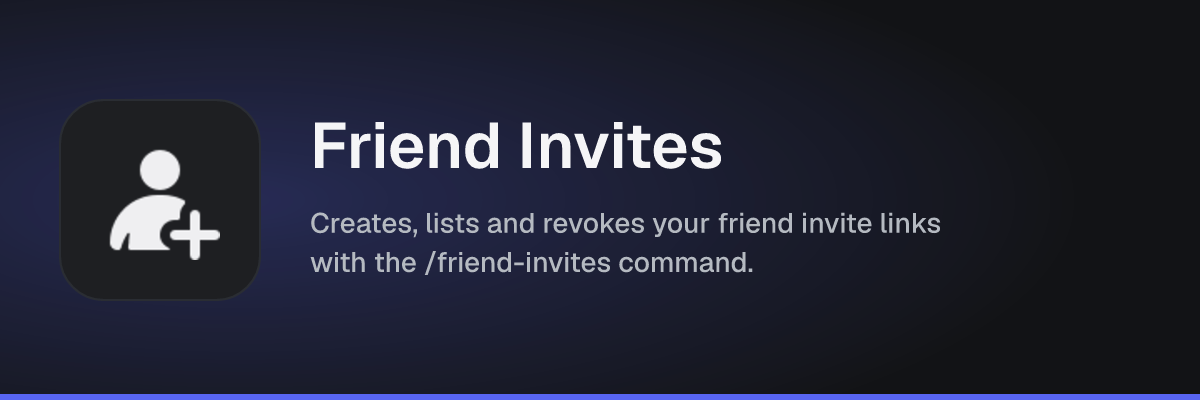 Friend Invites
Creates, lists and revokes your friend invite links
with the /friend-invites command.